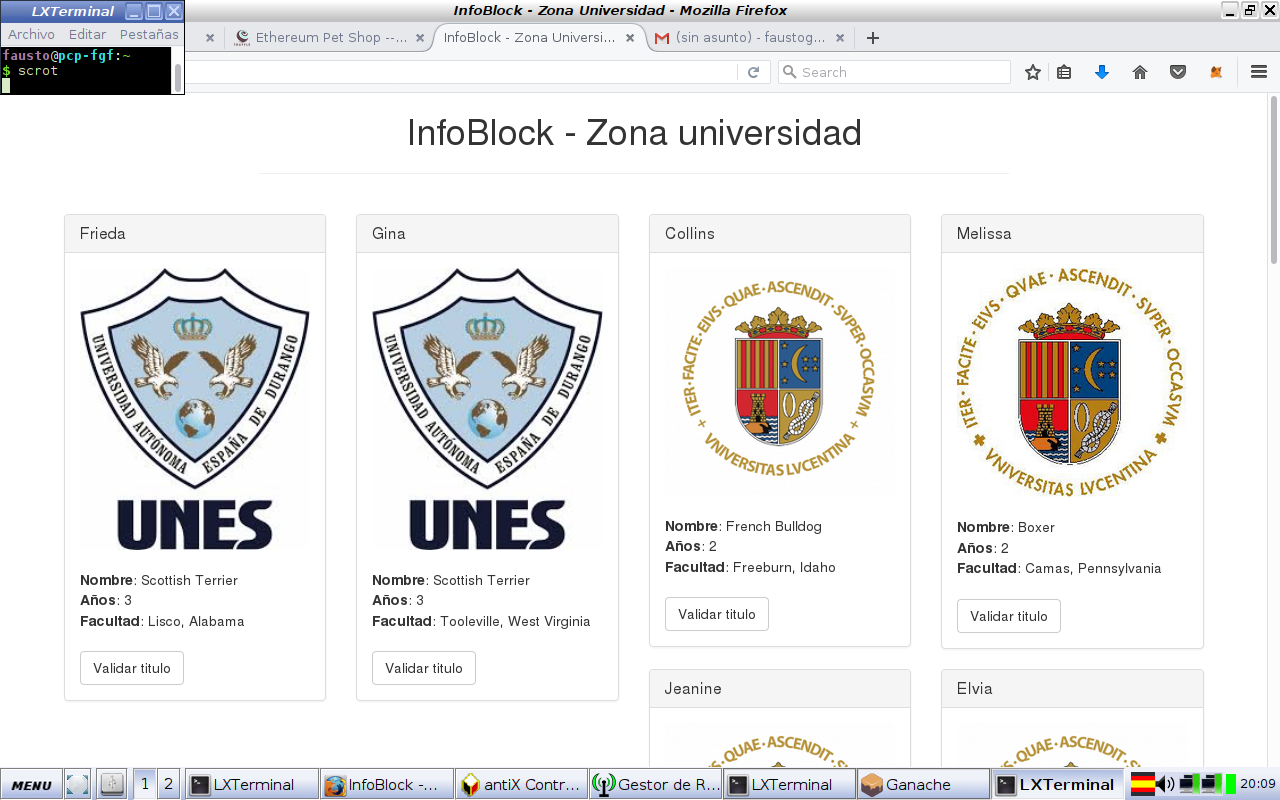 LXTerminal
InfoBlock - Zona Universidad - Mozilla Firefox
Archivo Editar Pestañas
Ethereum Pet Shop --...
InfoBlock - Zona Universi...
(sin asunto) - faustog...
fausto@pcp-fgf:~
$ scrot
Search
InfoBlock - Zona universidad
Frieda
UNIVERSIDAD AUTÓNOMA ESPAÑA DE DURANGO
UNES
Nombre: Scottish Terrier
Años: 3
Facultad: Lisco, Alabama
Validar titulo
Gina
UNIVERSIDAD AUTÓNOMA ESPAÑA DE DURANGO
UNES
Nombre: Scottish Terrier
Años: 3
Facultad: Tooleville, West Virginia
Validar titulo
Collins
ITER·FACITE·EIVS·QUAE·ASCENDIT·SVPER·OCCASVM
VNIVERSITAS LVCENTINA
Nombre: French Bulldog
Años: 2
Facultad: Freeburn, Idaho
Validar titulo
Melissa
ITER·FACITE·EIVS·QVAE·ASCENDIT·SVPER·OCCASVM
VNIVERSITAS LVCENTINA
Nombre: Boxer
Años: 2
Facultad: Camas, Pennsylvania
Validar titulo
Jeanine
QUAE·ASCENDIT·SV
Elvia
QUAE·ASCENDIT·SV
MENU
1 2
LXTerminal
InfoBlock -...
antiX Contr...
Gestor de R...
LXTerminal
Ganache
LXTerminal
20:09